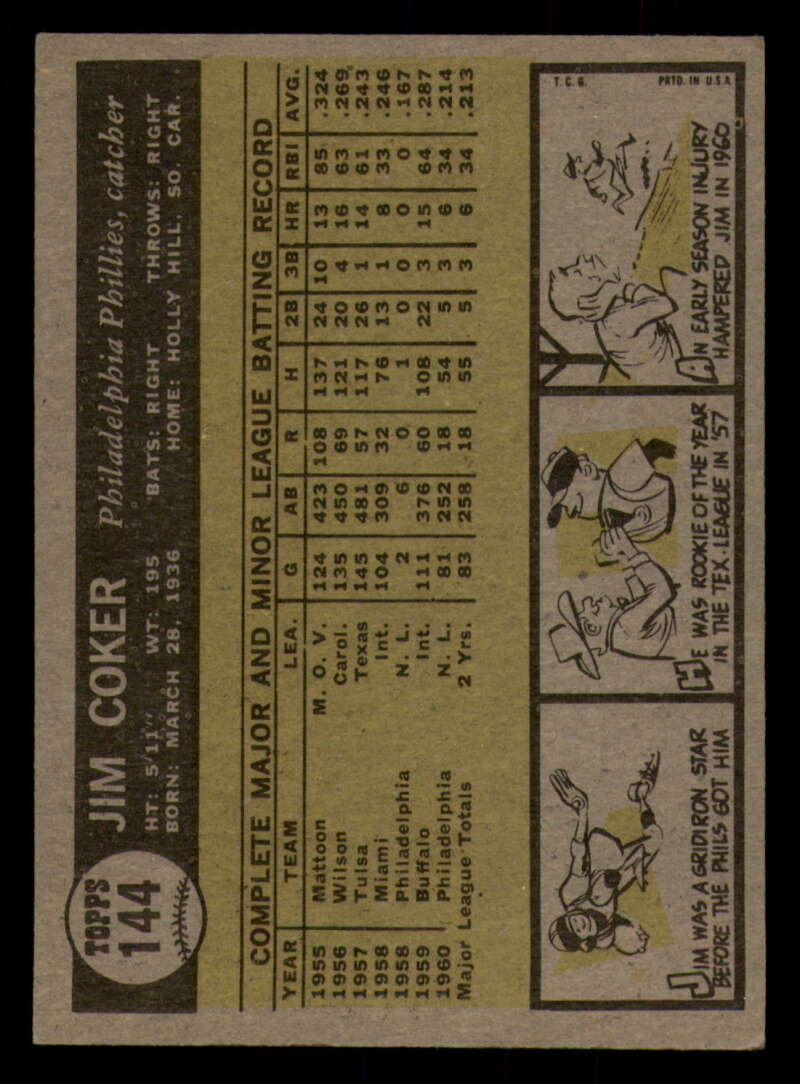 TOPPS
144
JIM COKER Philadelphia Phillies, catcher
HT: 5'11" WT: 195 BATS: RIGHT THROWS: RIGHT
BORN: MARCH 28, 1936 HOME: HOLLY HILL, SO. CAR.
COMPLETE MAJOR AND MINOR LEAGUE BATTING RECORD
YEAR TEAM LEA. G AB R H 2B 3B HR RBI AVG.
1955 Mattoon M. O. V. 124 423 108 137 24 10 13 85 .324
1956 Wilson Carol. 135 450 69 121 20 4 16 63 .269
1957 Tulsa Texas 145 481 57 117 26 1 14 61 .243
1958 Miami Int. 104 309 32 76 13 1 8 33 .246
1958 Philadelphia N. L. 2 6 0 1 0 0 0 0 .167
1959 Buffalo Int. 111 376 60 108 22 3 15 64 .287
1960 Philadelphia N. L. 81 252 18 54 5 3 6 34 .214
Major League Totals 2 Yrs. 83 258 18 55 5 3 6 34 .213
JIM WAS A GRIDIRON STAR
BEFORE THE PHILS GOT HIM
HE WAS ROOKIE OF THE YEAR
IN THE TEX. LEAGUE IN '57
T. C. G. PRTD. IN U.S.A.
AN EARLY SEASON INJURY
HAMPERED JIM IN 1960